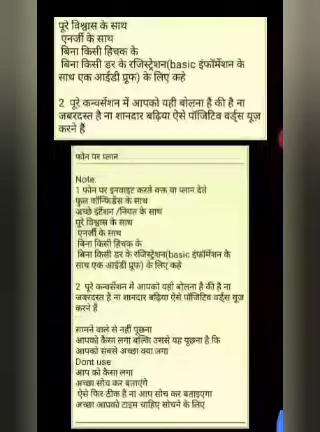 पूरे विश्वास के साथ
एनर्जी के साथ
बिना किसी हिचक के
बिना किसी डर के रजिस्ट्रेशन(basic इंफॉर्मेशन के
साथ एक आईडी प्रूफ) के लिए कहे
2 पूरे कन्वर्सेशन में आपको यही बोलना हैं की है ना
जबरदस्त है ना शानदार बढ़िया ऐसे पॉजिटिव वर्ड्स यूज
करने हैं
फोन पर प्लान
Note:
1 फोन पर इनवाइट करते वक्त या प्लान देते
फुल कॉन्फिडेंस के साथ
अच्छे इंटेंशन /नियत के साथ
पूरे विश्वास के साथ
एनर्जी के साथ
बिना किसी हिचक के
बिना किसी डर के रजिस्ट्रेशन(basic इंफॉर्मेशन के
साथ एक आईडी प्रूफ) के लिए कहे
2 पूरे कन्वर्सेशन में आपको यही बोलना हैं की है ना
जबरदस्त है ना शानदार बढ़िया ऐसे पॉजिटिव वर्ड्स यूज
करने हैं
सामने वाले से नहीं पूछना
आपको कैसा लगा बल्कि उससे यह पूछना है कि
आपको सबसे अच्छा क्या लगा
Dont use
आप को कैसा लगा
अच्छा सोच कर बताएंगे
ऐसे फिर ठीक है ना आप सोच कर बताइएगा
अच्छा आपको टाइम चाहिए सोचने के लिए